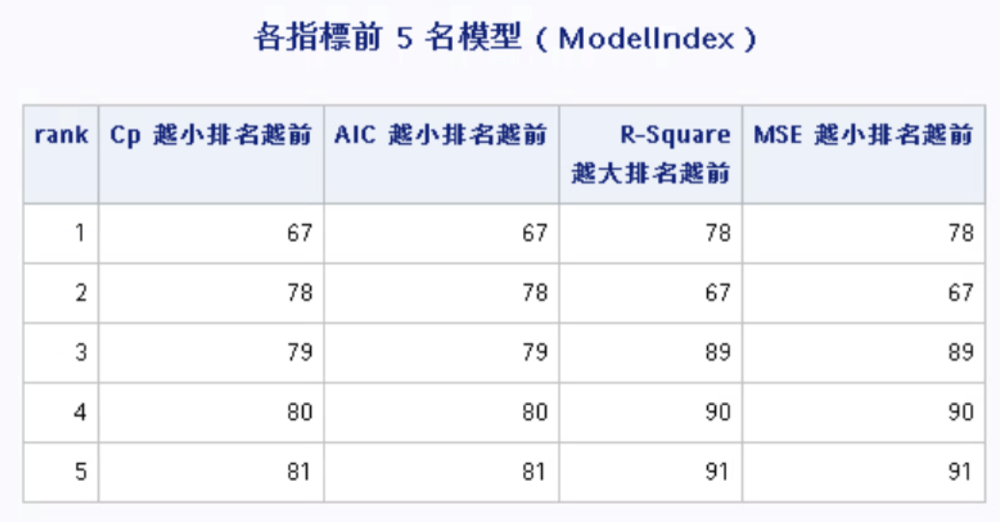 各指標前 5 名模型 ( ModelIndex )
rank Cp 越小排名越前 AIC 越小排名越前 R-Square 越大排名越前 MSE 越小排名越前
1 67 67 78 78
2 78 78 67 67
3 79 79 89 89
4 80 80 90 90
5 81 81 91 91